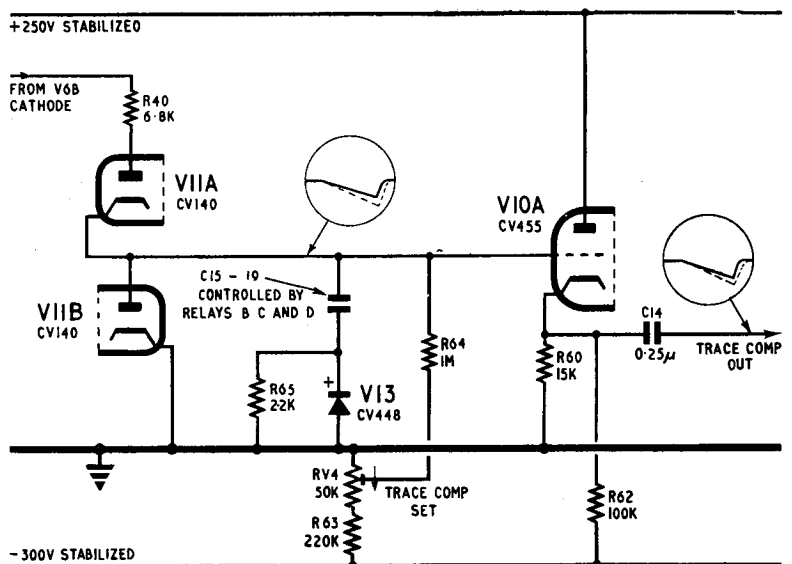 +250V STABILIZED
FROM V6B
CATHODE
R40
6·8K
V11A
CV140
V10A
CV455
C15 - 19
CONTROLLED BY
RELAYS B C AND D
V11B
CV140
R64
1M
C14
0·25μ
TRACE COMP
OUT
R60
15K
R65
2·2K
+
V13
CV448
RV4
50K
TRACE COMP
SET
R63
220K
R62
100K
-300V STABILIZED